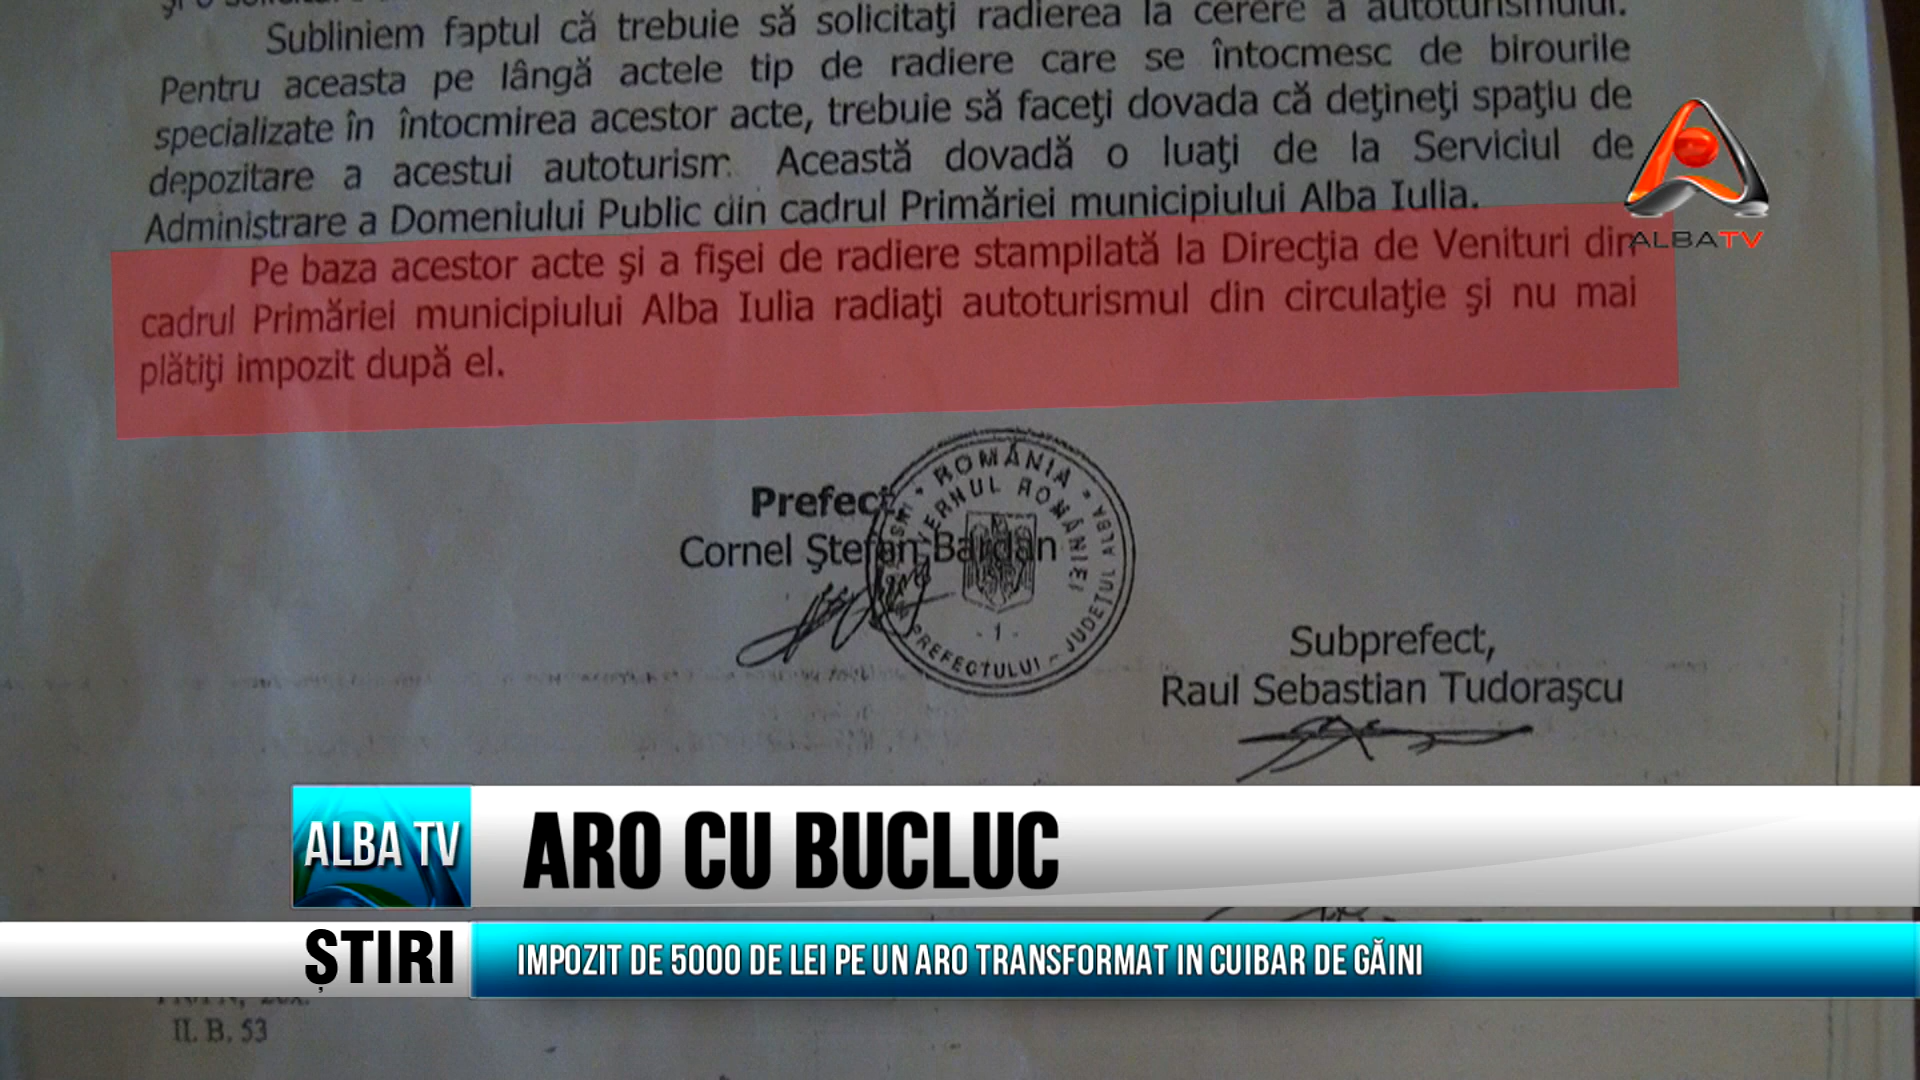 Subliniem faptul că trebuie să solicitaţi radierea la cerere a autoturismului.
Pentru aceasta pe lângă actele tip de radiere care se întocmesc de birourile
specializate în întocmirea acestor acte, trebuie să faceţi dovada că deţineţi spaţiu de
depozitare a acestui autoturism. Această dovadă o luaţi de la Serviciul de
Administrare a Domeniului Public din cadrul Primăriei municipiului Alba Iulia.
Pe baza acestor acte şi a fişei de radiere stampilată la Direcţia de Venituri din
cadrul Primăriei municipiului Alba Iulia radiaţi autoturismul din circulaţie şi nu mai
plătiţi impozit după el.
ALBA TV
Prefect
Cornel Ştefan Bardan
ROMÂNIA
GUVERNUL ROMÂNIEI
PREFECTULUI - JUDEŢUL ALBA
- 1 -
Subprefect,
Raul Sebastian Tudoraşcu
ALBA TV
ARO CU BUCLUC
ȘTIRI
IMPOZIT DE 5000 DE LEI PE UN ARO TRANSFORMAT IN CUIBAR DE GĂINI
II. B. 53